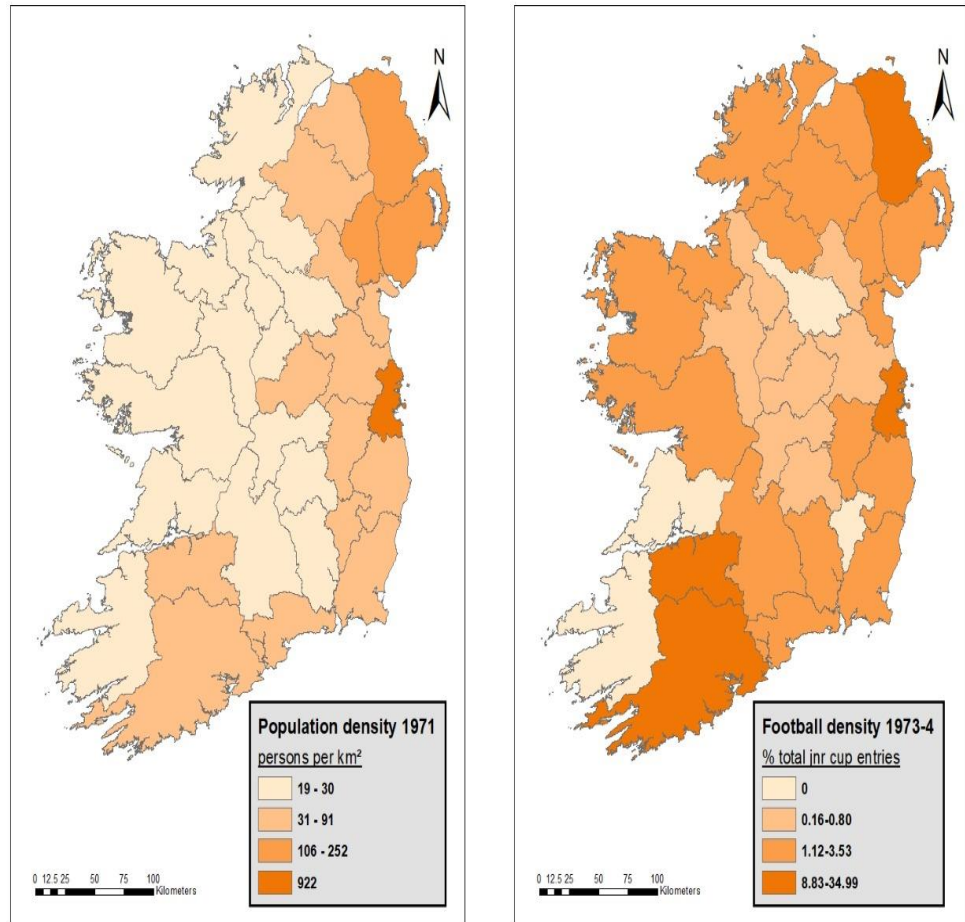 N
Population density 1971
persons per km²
19 - 30
31 - 91
106 - 252
922
0 12.5 25 50 75 100
Kilometers
N
Football density 1973-4
% total jnr cup entries
0
0.16-0.80
1.12-3.53
8.83-34.99
0 12.5 25 50 75 100
Kilometers